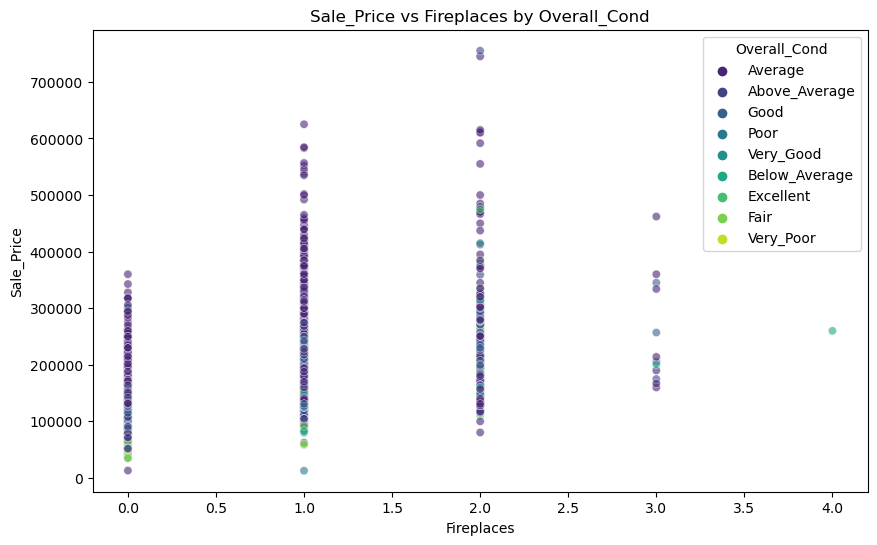 Sale_Price vs Fireplaces by Overall_Cond
Overall_Cond
Average
Above_Average
Good
Poor
Very_Good
Below_Average
Excellent
Fair
Very_Poor
Sale_Price
700000
600000
500000
400000
300000
200000
100000
0
0.0 0.5 1.0 1.5 2.0 2.5 3.0 3.5 4.0
Fireplaces